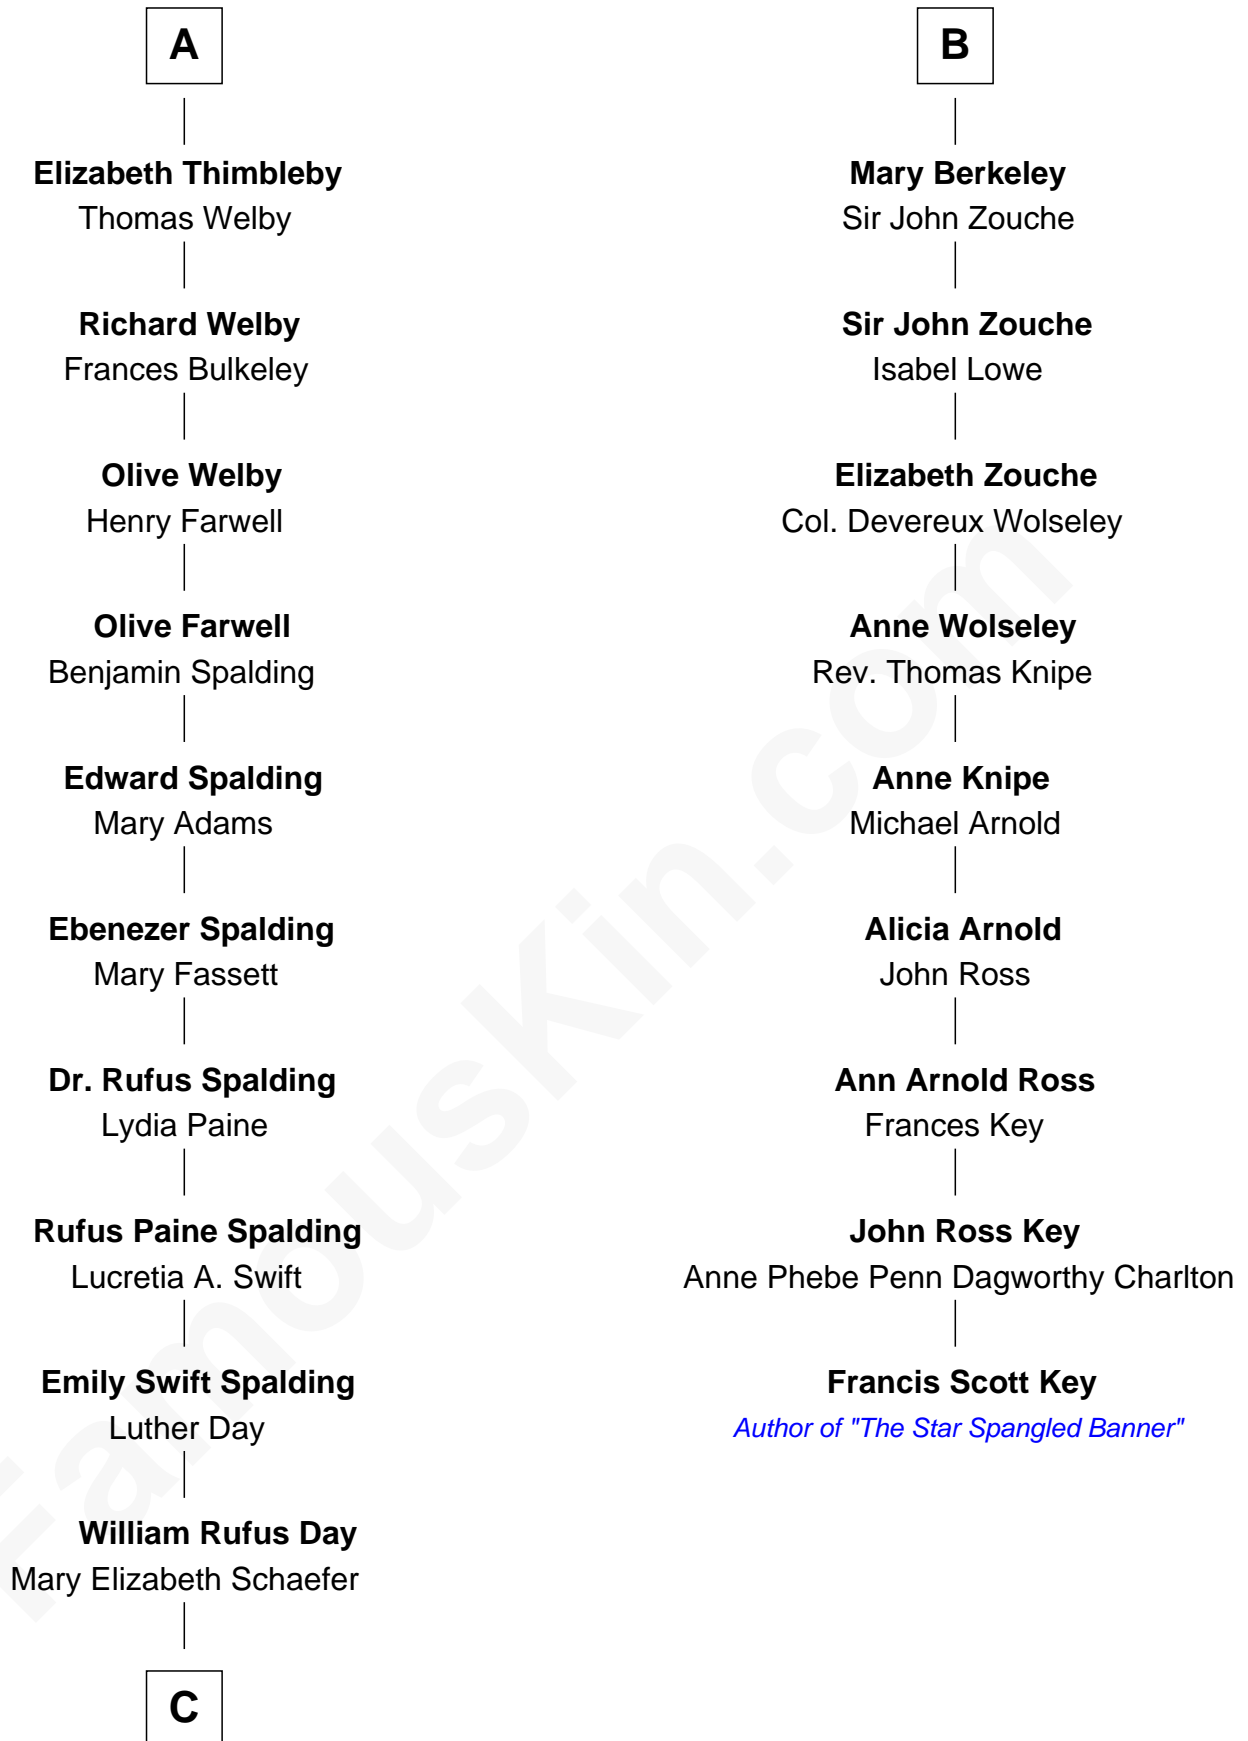 A
Elizabeth Thimbleby
Thomas Welby
Richard Welby
Frances Bulkeley
Olive Welby
Henry Farwell
Olive Farwell
Benjamin Spalding
Edward Spalding
Mary Adams
Ebenezer Spalding
Mary Fassett
Dr. Rufus Spalding
Lydia Paine
Rufus Paine Spalding
Lucretia A. Swift
Emily Swift Spalding
Luther Day
William Rufus Day
Mary Elizabeth Schaefer
C
B
Mary Berkeley
Sir John Zouche
Sir John Zouche
Isabel Lowe
Elizabeth Zouche
Col. Devereux Wolseley
Anne Wolseley
Rev. Thomas Knipe
Anne Knipe
Michael Arnold
Alicia Arnold
John Ross
Ann Arnold Ross
Frances Key
John Ross Key
Anne Phebe Penn Dagworthy Charlton
Francis Scott Key
Author of "The Star Spangled Banner"
FamousKin.com